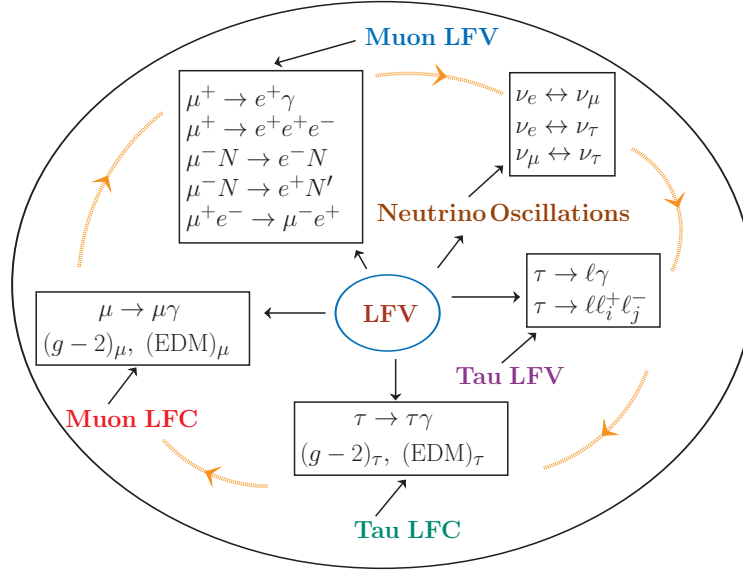 Muon LFV
μ⁺ → e⁺γ
μ⁺ → e⁺e⁺e⁻
μ⁻N → e⁻N
μ⁻N → e⁺N′
μ⁺e⁻ → μ⁻e⁺
νₑ ↔ ν_μ
νₑ ↔ ν_τ
ν_μ ↔ ν_τ
Neutrino Oscillations
τ → ℓγ
τ → ℓℓᵢ⁺ℓⱼ⁻
Tau LFV
LFV
μ → μγ
(g−2)_μ, (EDM)_μ
Muon LFC
τ → τγ
(g−2)_τ, (EDM)_τ
Tau LFC